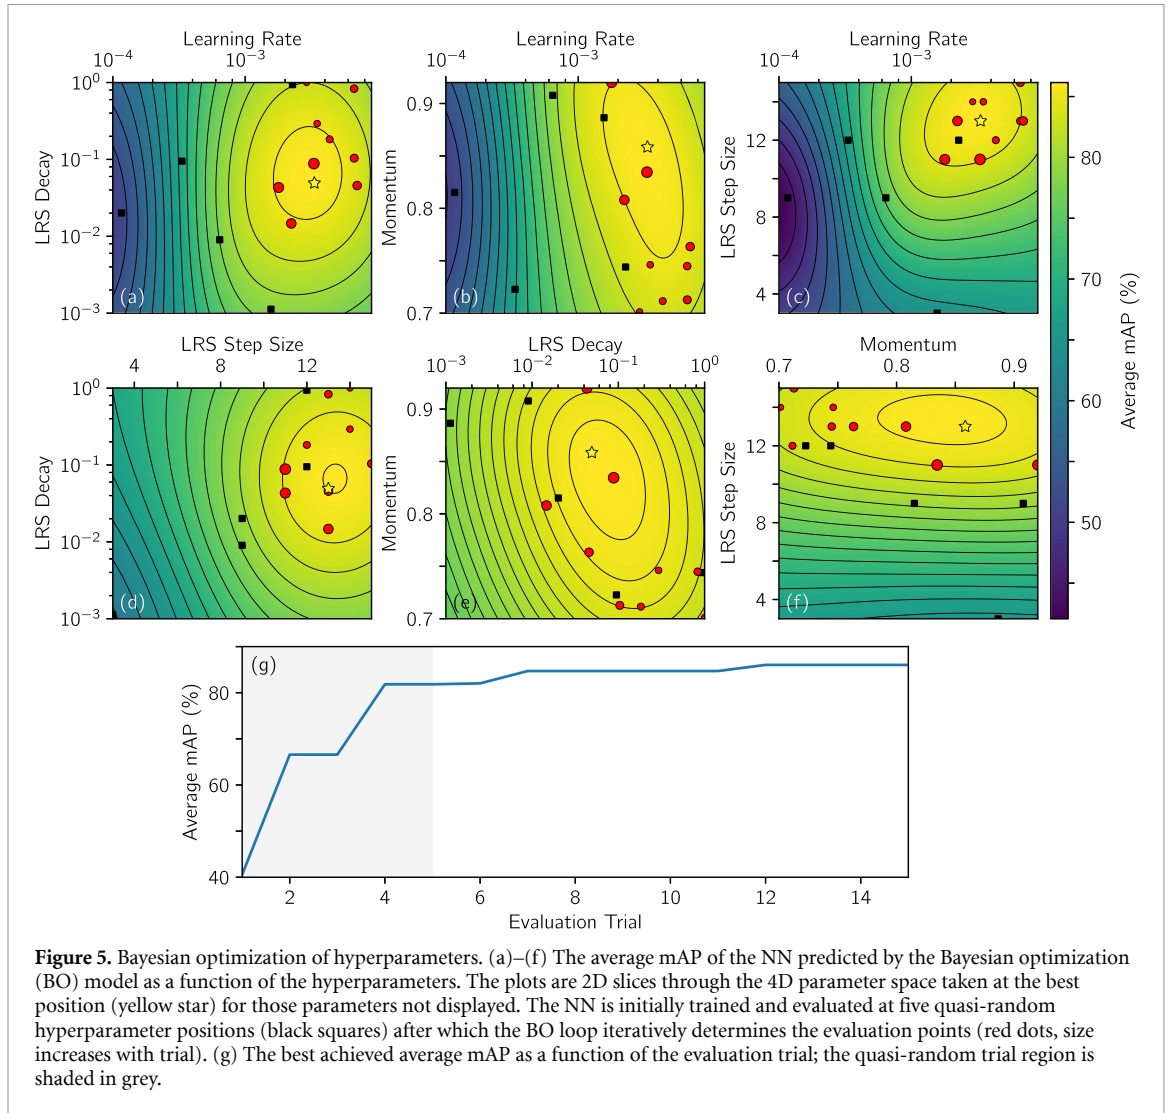 Learning Rate Learning Rate Learning Rate
10−4 10−3 10−4 10−3 10−4 10−3
LRS Decay 100 10−1 10−2 10−3 (a)
Momentum 0.9 0.8 0.7 (b)
LRS Step Size 12 8 4 (c)
LRS Step Size LRS Decay Momentum
4 8 12 10−3 10−2 10−1 100 0.7 0.8 0.9
LRS Decay 100 10−1 10−2 10−3 (d)
Momentum 0.9 0.8 0.7 (e)
LRS Step Size 12 8 4 (f)
80 70 60 50 Average mAP (%)
(g)
Average mAP (%) 80 60 40
2 4 6 8 10 12 14
Evaluation Trial
Figure 5. Bayesian optimization of hyperparameters. (a)–(f) The average mAP of the NN predicted by the Bayesian optimization
(BO) model as a function of the hyperparameters. The plots are 2D slices through the 4D parameter space taken at the best
position (yellow star) for those parameters not displayed. The NN is initially trained and evaluated at five quasi-random
hyperparameter positions (black squares) after which the BO loop iteratively determines the evaluation points (red dots, size
increases with trial). (g) The best achieved average mAP as a function of the evaluation trial; the quasi-random trial region is
shaded in grey.